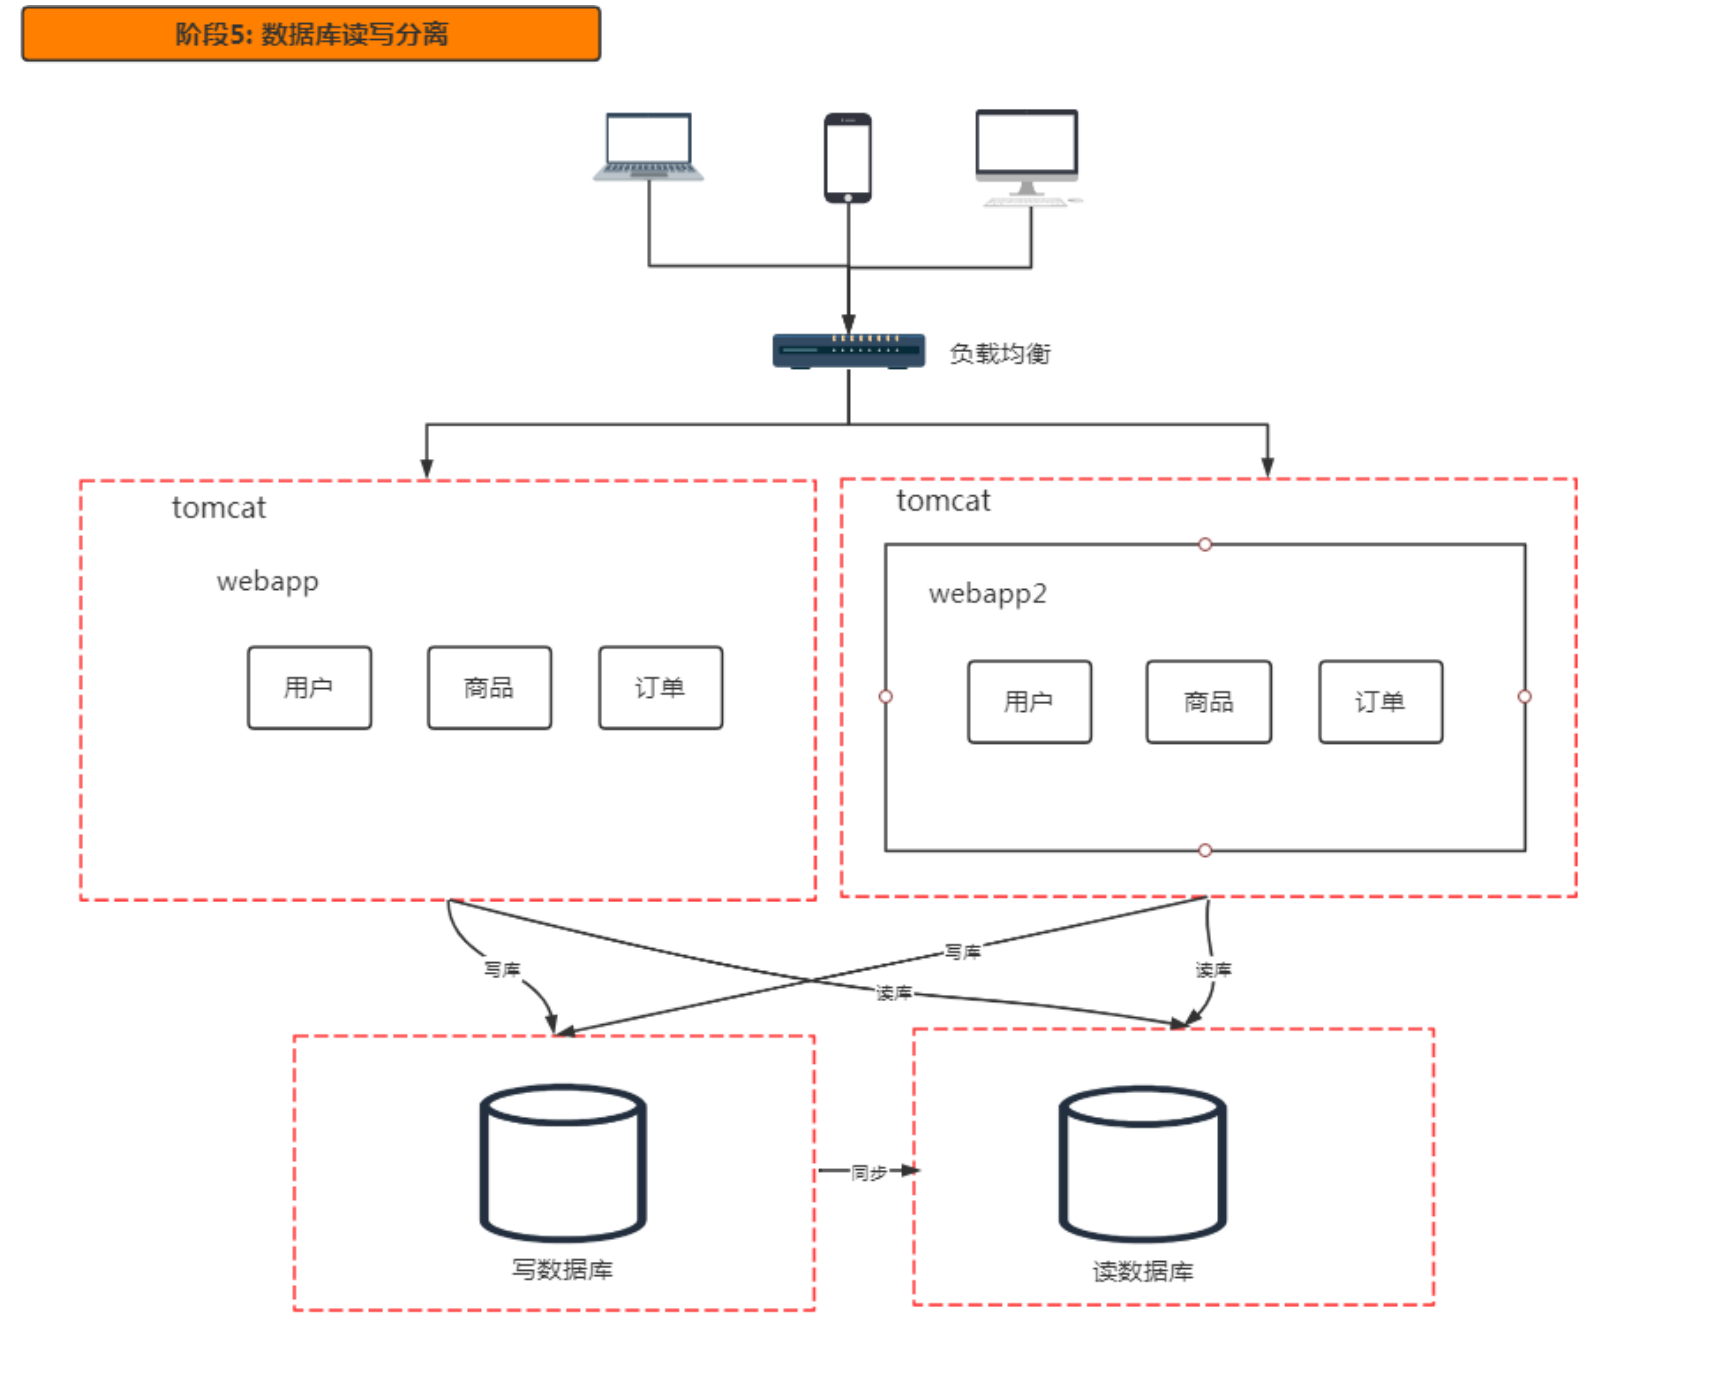 阶段5: 数据库读写分离
负载均衡
tomcat
tomcat
webapp
webapp2
用户
商品
订单
用户
商品
订单
写库
写库
读库
读库
同步
写数据库
读数据库